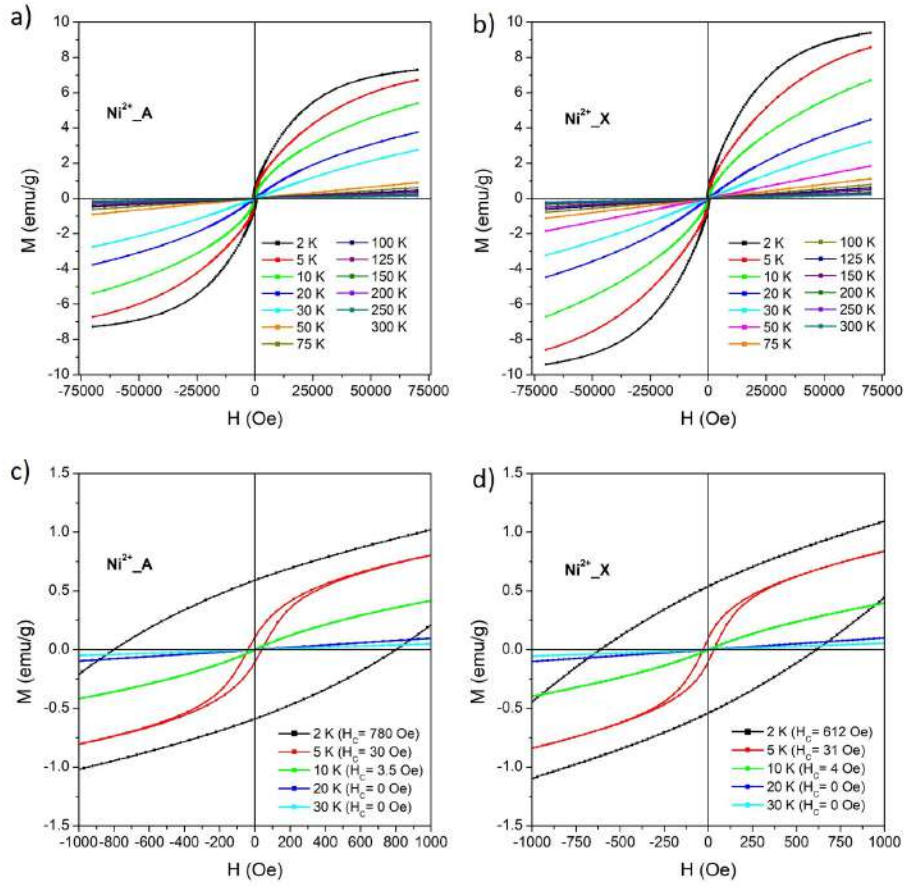 a)
10
8
6
4
2
0
-2
-4
-6
-8
-10
M (emu/g)
Ni²⁺_A
2 K
5 K
10 K
20 K
30 K
50 K
75 K
100 K
125 K
150 K
200 K
250 K
300 K
-75000 -50000 -25000 0 25000 50000 75000
H (Oe)
b)
10
8
6
4
2
0
-2
-4
-6
-8
-10
M (emu/g)
Ni²⁺_X
2 K
5 K
10 K
20 K
30 K
50 K
75 K
100 K
125 K
150 K
200 K
250 K
300 K
-75000 -50000 -25000 0 25000 50000 75000
H (Oe)
c)
1.5
1.0
0.5
0.0
-0.5
-1.0
-1.5
M (emu/g)
Ni²⁺_A
2 K (H_C= 780 Oe)
5 K (H_C= 30 Oe)
10 K (H_C= 3.5 Oe)
20 K (H_C= 0 Oe)
30 K (H_C= 0 Oe)
-1000 -800 -600 -400 -200 0 200 400 600 800 1000
H (Oe)
d)
1.5
1.0
0.5
0.0
-0.5
-1.0
-1.5
M (emu/g)
Ni²⁺_X
2 K (H_C= 612 Oe)
5 K (H_C= 31 Oe)
10 K (H_C= 4 Oe)
20 K (H_C= 0 Oe)
30 K (H_C= 0 Oe)
-1000 -750 -500 -250 0 250 500 750 1000
H (Oe)